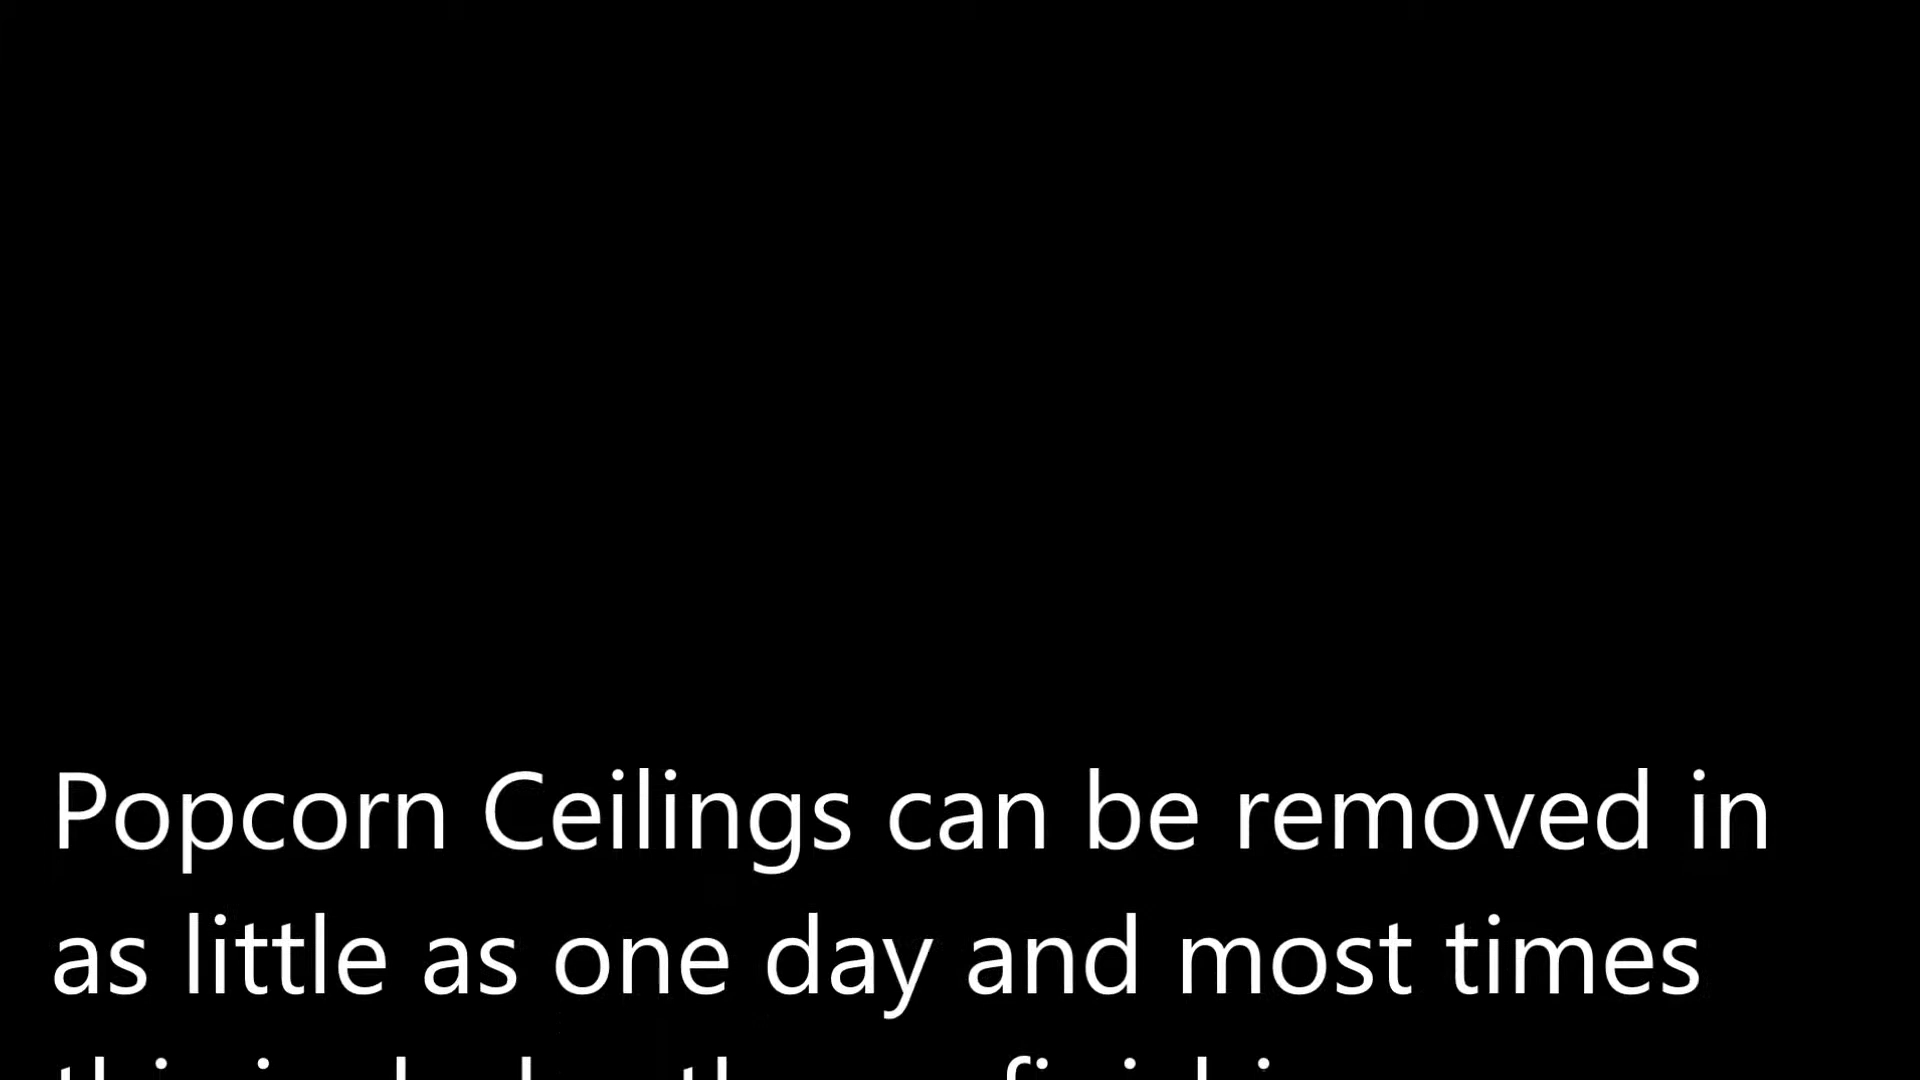 Popcorn Ceilings can be removed in
as little as one day and most times